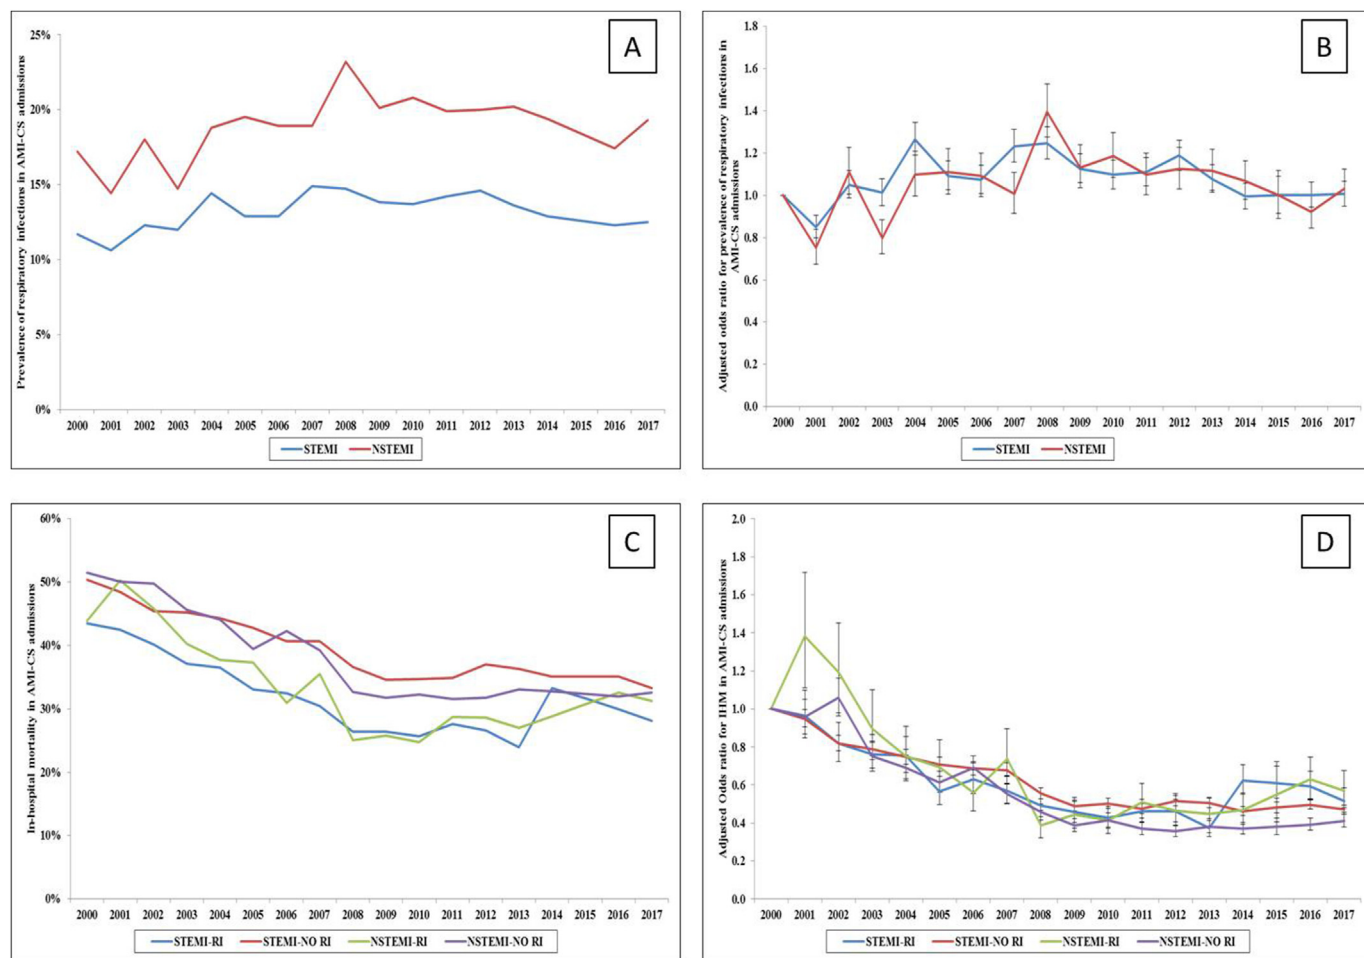 A
Prevalence of respiratory infections in AMI-CS admissions
25%
20%
15%
10%
5%
0%
2000 2001 2002 2003 2004 2005 2006 2007 2008 2009 2010 2011 2012 2013 2014 2015 2016 2017
STEMI NSTEMI
B
Adjusted odds ratio for prevalence of respiratory infections in
AMI-CS admissions
1.8
1.6
1.4
1.2
1.0
0.8
0.6
0.4
0.2
0.0
2000 2001 2002 2003 2004 2005 2006 2007 2008 2009 2010 2011 2012 2013 2014 2015 2016 2017
STEMI NSTEMI
C
In-hospital mortality in AMI-CS admissions
60%
50%
40%
30%
20%
10%
0%
2000 2001 2002 2003 2004 2005 2006 2007 2008 2009 2010 2011 2012 2013 2014 2015 2016 2017
STEMI-RI STEMI-NO RI NSTEMI-RI NSTEMI-NO RI
D
Adjusted Odds ratio for IHM in AMI-CS admissions
2.0
1.8
1.6
1.4
1.2
1.0
0.8
0.6
0.4
0.2
0.0
2000 2001 2002 2003 2004 2005 2006 2007 2008 2009 2010 2011 2012 2013 2014 2015 2016 2017
STEMI-RI STEMI-NO RI NSTEMI-RI NSTEMI-NO RI